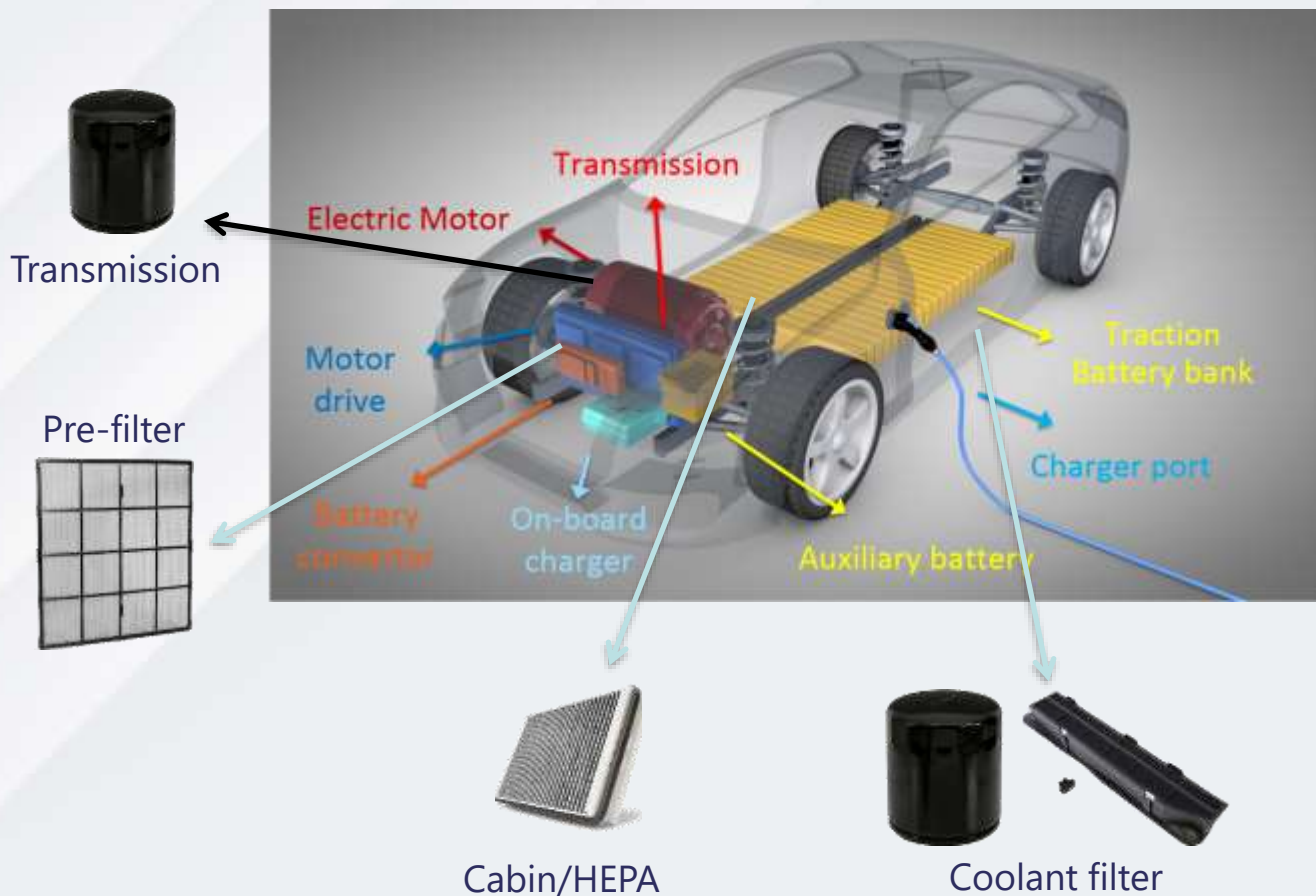 Transmission
Electric Motor
Transmission
Motor
drive
Traction
Battery bank
Pre-filter
Charger port
Battery
convertor
On-board
charger
Auxiliary battery
Cabin/HEPA
Coolant filter